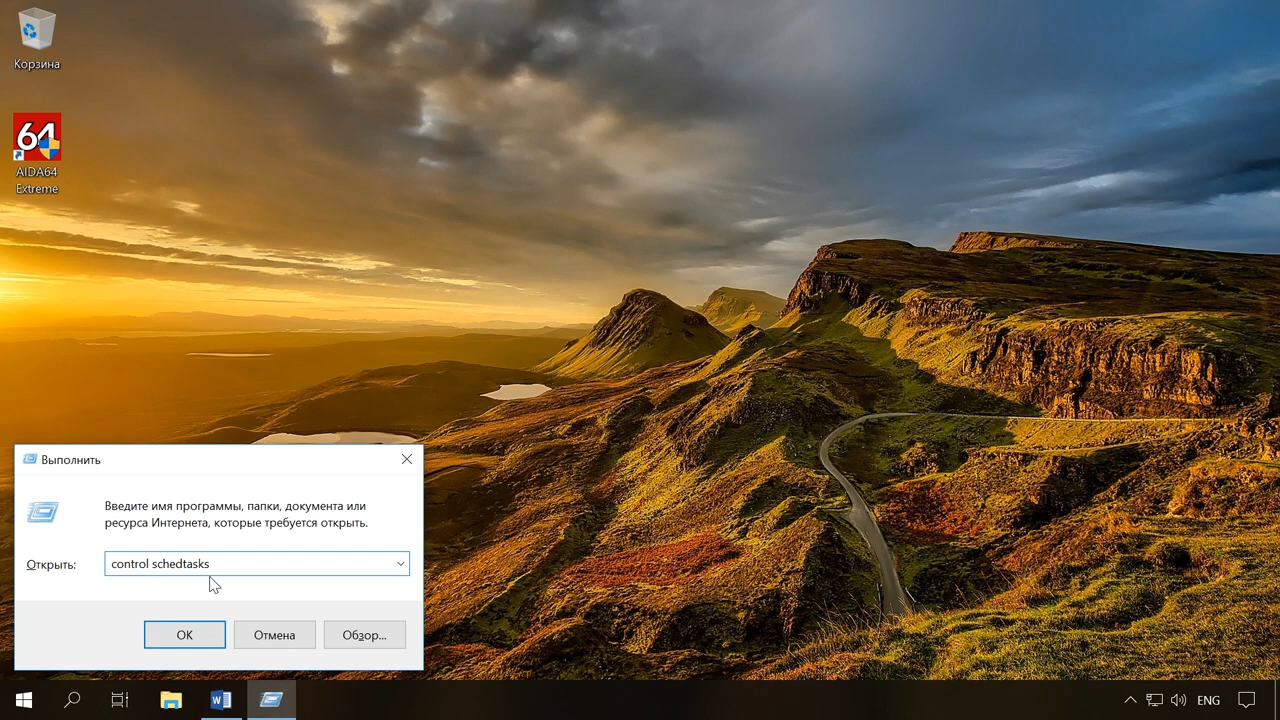 Корзина
64
AIDA64
Extreme
Выполнить
Введите имя программы, папки, документа или
ресурса Интернета, которые требуется открыть.
Открыть:
control schedtasks
OK
Отмена
Обзор...
W
ENG